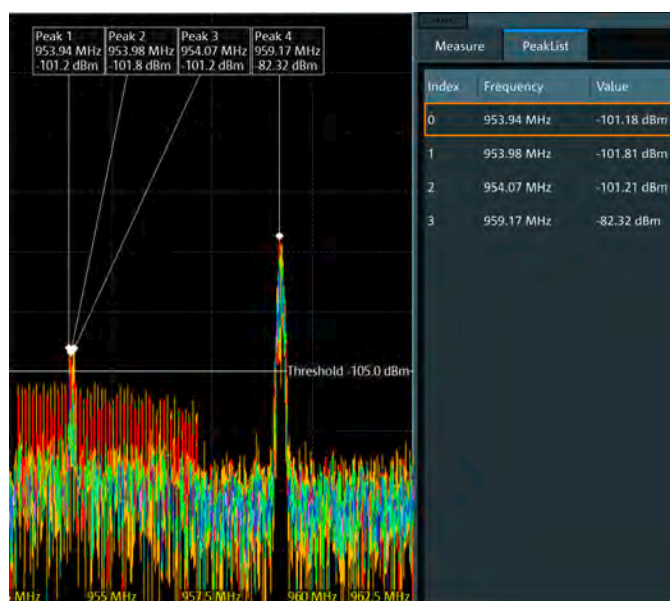 Peak 1 Peak 2 Peak 3 Peak 4
953.94 MHz 953.98 MHz 954.07 MHz 959.17 MHz
-101.2 dBm -101.8 dBm -101.2 dBm -82.32 dBm
Threshold -105.0 dBm
MHz 955 MHz 957.5 MHz 960 MHz 962.5 MHz
Measure PeakList
Index Frequency Value
0 953.94 MHz -101.18 dBm
1 953.98 MHz -101.81 dBm
2 954.07 MHz -101.21 dBm
3 959.17 MHz -82.32 dBm